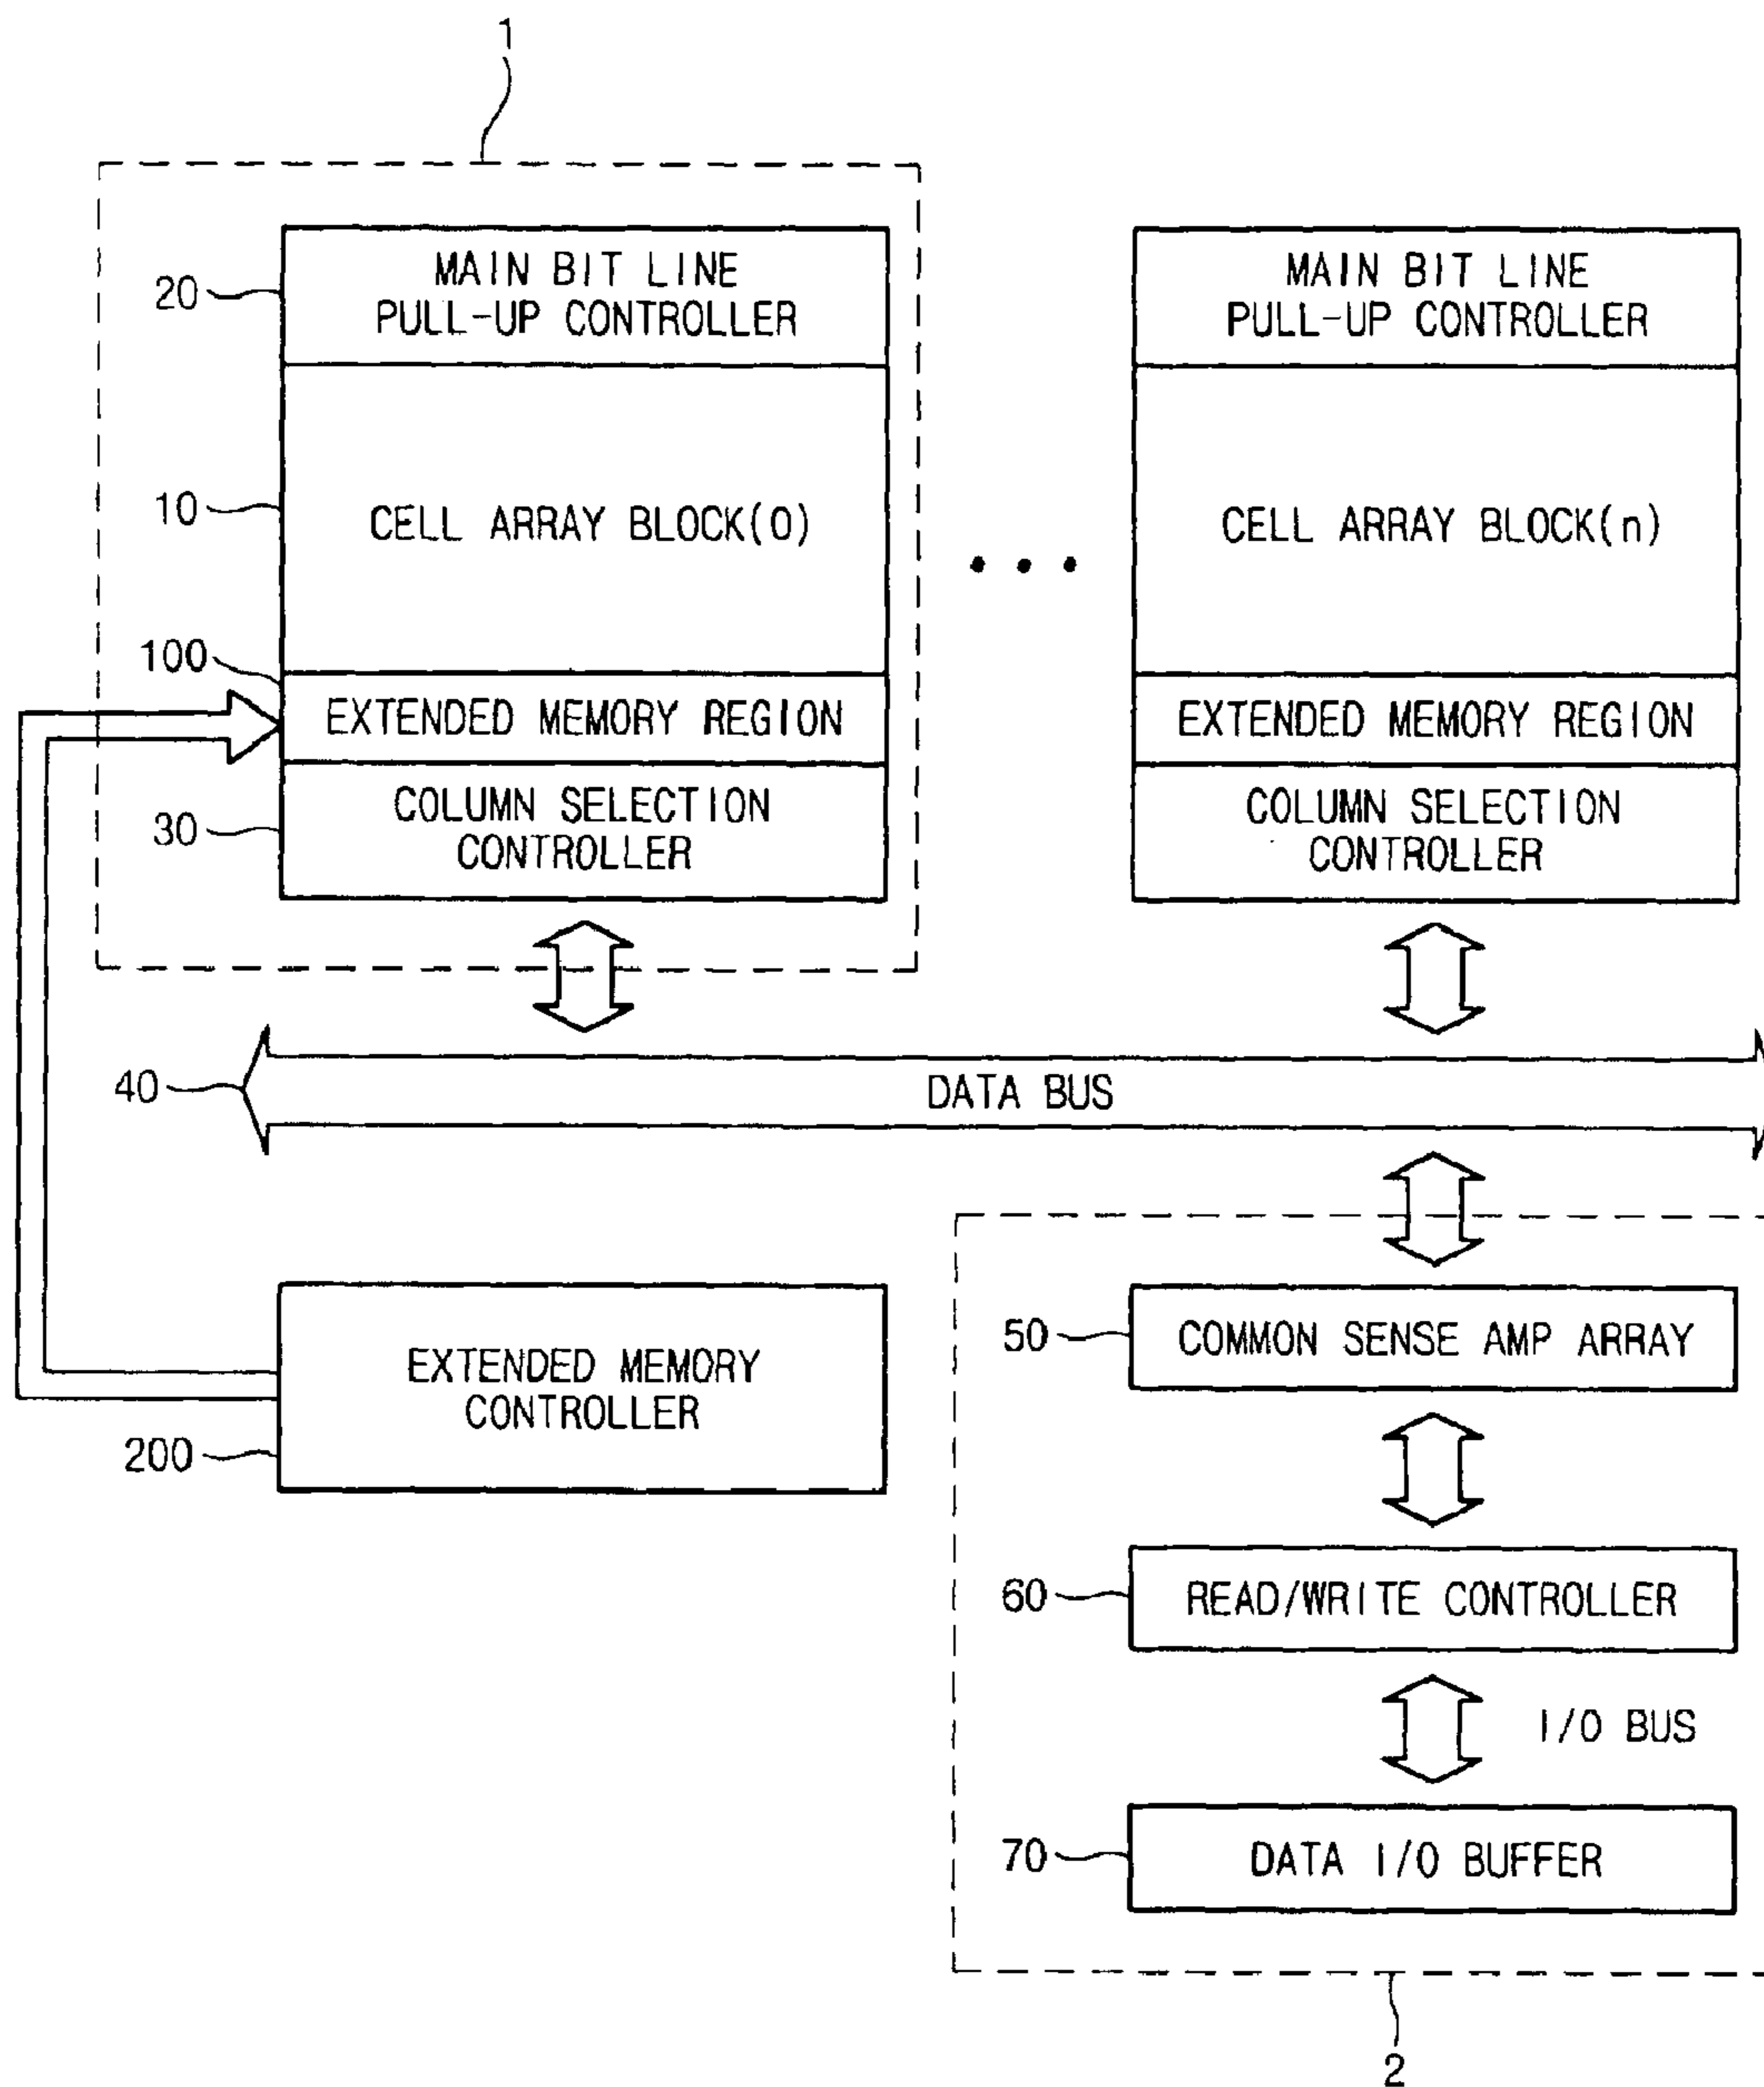 1
20
MAIN BIT LINE
PULL-UP CONTROLLER
MAIN BIT LINE
PULL-UP CONTROLLER
10
CELL ARRAY BLOCK(0)
CELL ARRAY BLOCK(n)
100
EXTENDED MEMORY REGION
EXTENDED MEMORY REGION
30
COLUMN SELECTION
CONTROLLER
COLUMN SELECTION
CONTROLLER
40
DATA BUS
EXTENDED MEMORY
CONTROLLER
200
50
COMMON SENSE AMP ARRAY
60
READ/WRITE CONTROLLER
I/O BUS
70
DATA I/O BUFFER
2